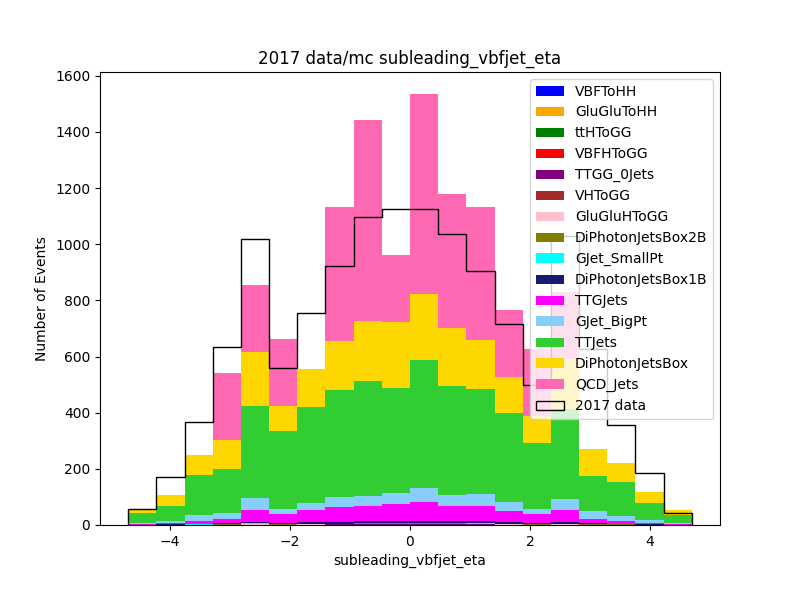 2017 data/mc subleading_vbfjet_eta
Number of Events
1600
1400
1200
1000
800
600
400
200
0
−4
−2
0
2
4
subleading_vbfjet_eta
VBFToHH
GluGluToHH
ttHToGG
VBFHToGG
TTGG_0Jets
VHToGG
GluGluHToGG
DiPhotonJetsBox2B
GJet_SmallPt
DiPhotonJetsBox1B
TTGJets
GJet_BigPt
TTJets
DiPhotonJetsBox
QCD_Jets
2017 data